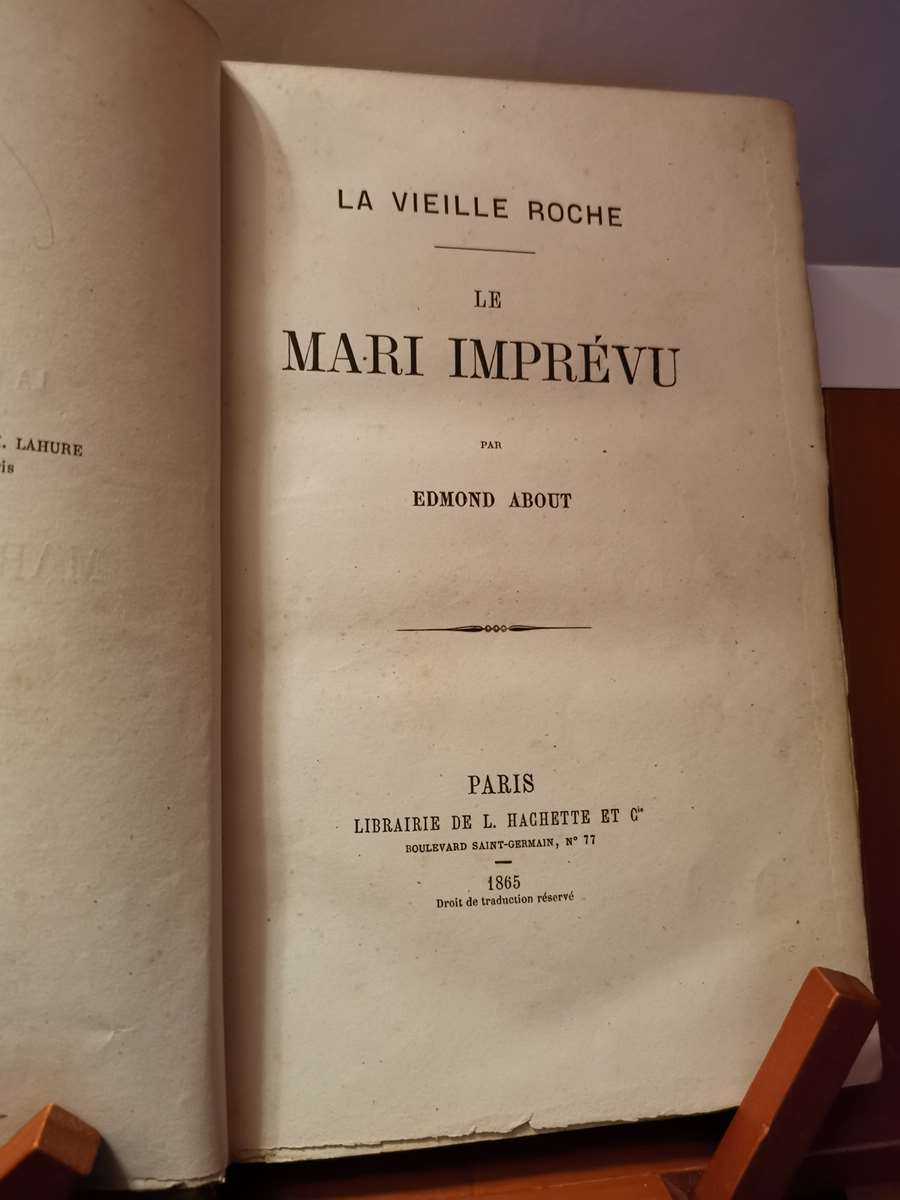 . LAHURE
ris
LA VIEILLE ROCHE
LE
MARI IMPRÉVU
PAR
EDMOND ABOUT
PARIS
LIBRAIRIE DE L. HACHETTE ET Cie
BOULEVARD SAINT-GERMAIN, N° 77
1865
Droit de traduction réservé